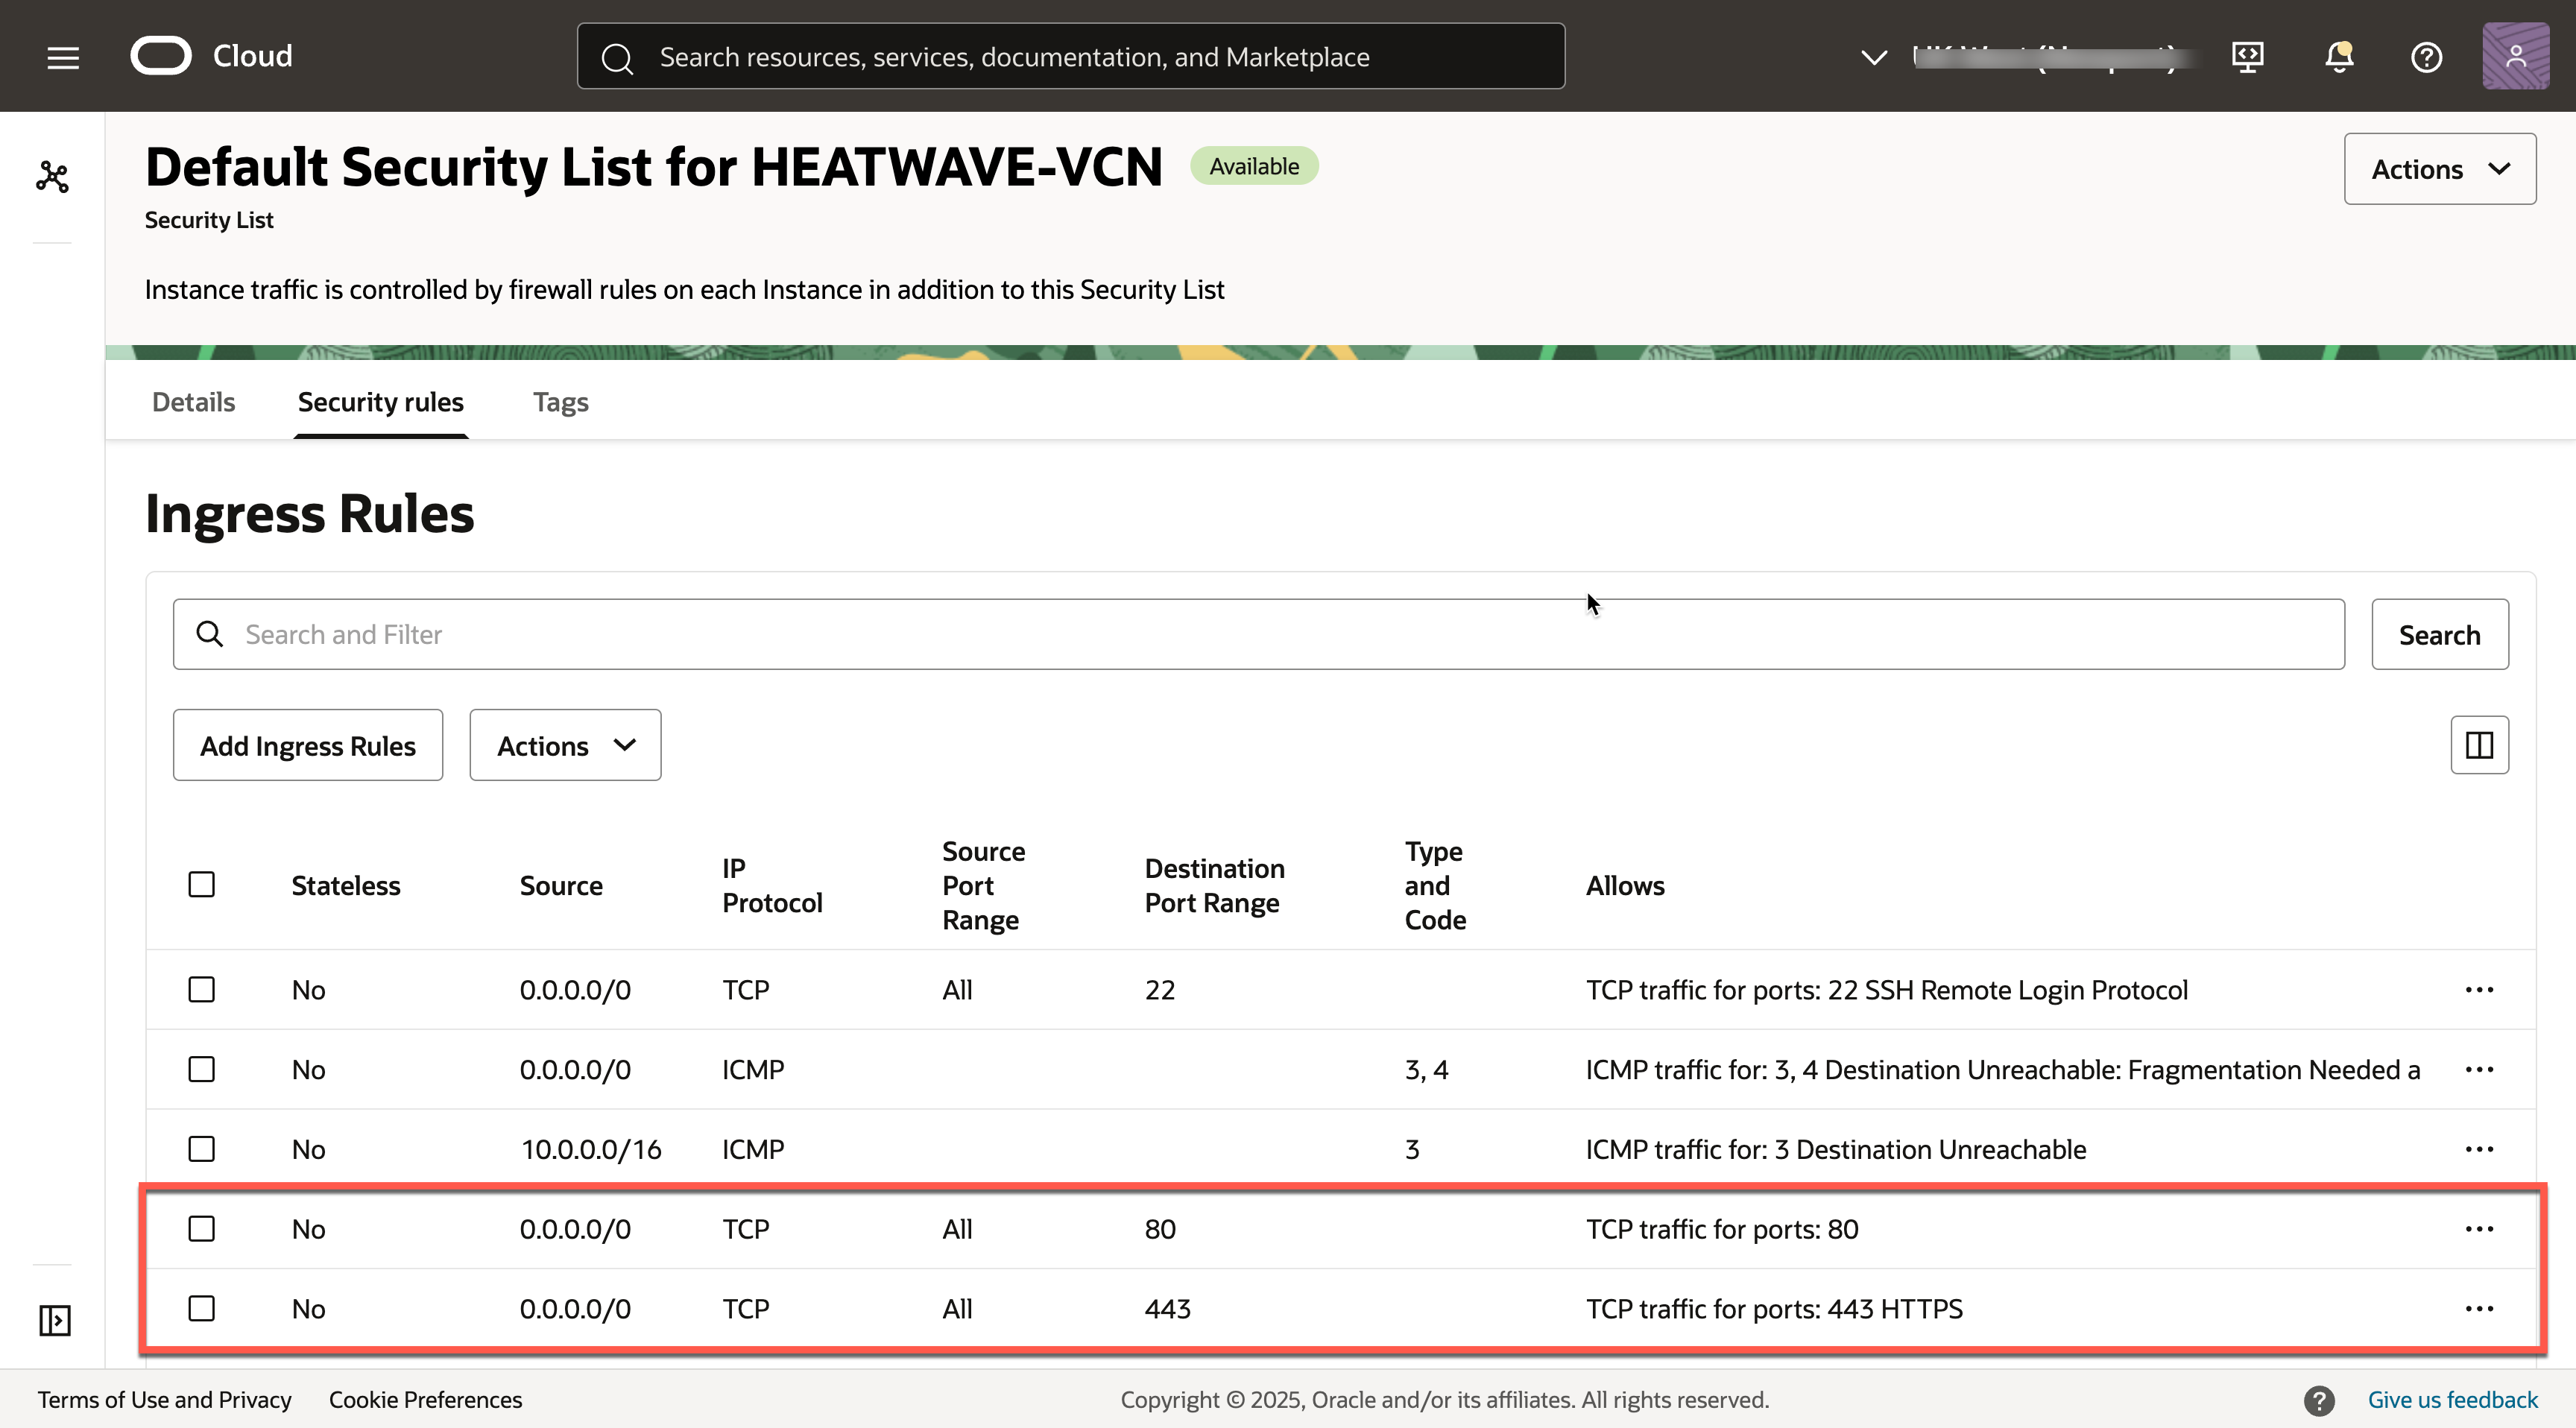 Cloud
Search resources, services, documentation, and Marketplace
Default Security List for HEATWAVE-VCN
Available
Actions
Security List
Instance traffic is controlled by firewall rules on each Instance in addition to this Security List
Details Security rules Tags
Ingress Rules
Search and Filter
Search
Add Ingress Rules
Actions
Stateless Source IP Protocol Source Port Range Destination Port Range Type and Code Allows
No 0.0.0.0/0 TCP All 22 TCP traffic for ports: 22 SSH Remote Login Protocol
No 0.0.0.0/0 ICMP 3, 4 ICMP traffic for: 3, 4 Destination Unreachable: Fragmentation Needed a
No 10.0.0.0/16 ICMP 3 ICMP traffic for: 3 Destination Unreachable
No 0.0.0.0/0 TCP All 80 TCP traffic for ports: 80
No 0.0.0.0/0 TCP All 443 TCP traffic for ports: 443 HTTPS
Terms of Use and Privacy Cookie Preferences Copyright © 2025, Oracle and/or its affiliates. All rights reserved. Give us feedback